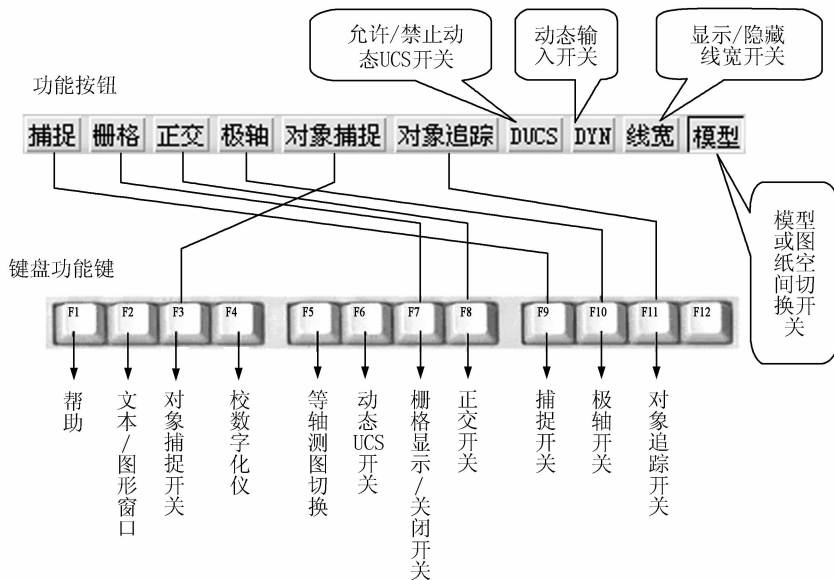 允许/禁止动
态UCS开关
动态输
入开关
显示/隐藏
线宽开关
功能按钮
捕捉 栅格 正交 极轴 对象捕捉 对象追踪 DUCS DYN 线宽 模型
模型
或图
纸空
间切
换开
关
键盘功能键
F1 F2 F3 F4 F5 F6 F7 F8 F9 F10 F11 F12
帮助
文本/图形窗口
对象捕捉开关
校数字化仪
等轴测图切换
动态UCS开关
栅格显示/关闭开关
正交开关
捕捉开关
极轴开关
对象追踪开关